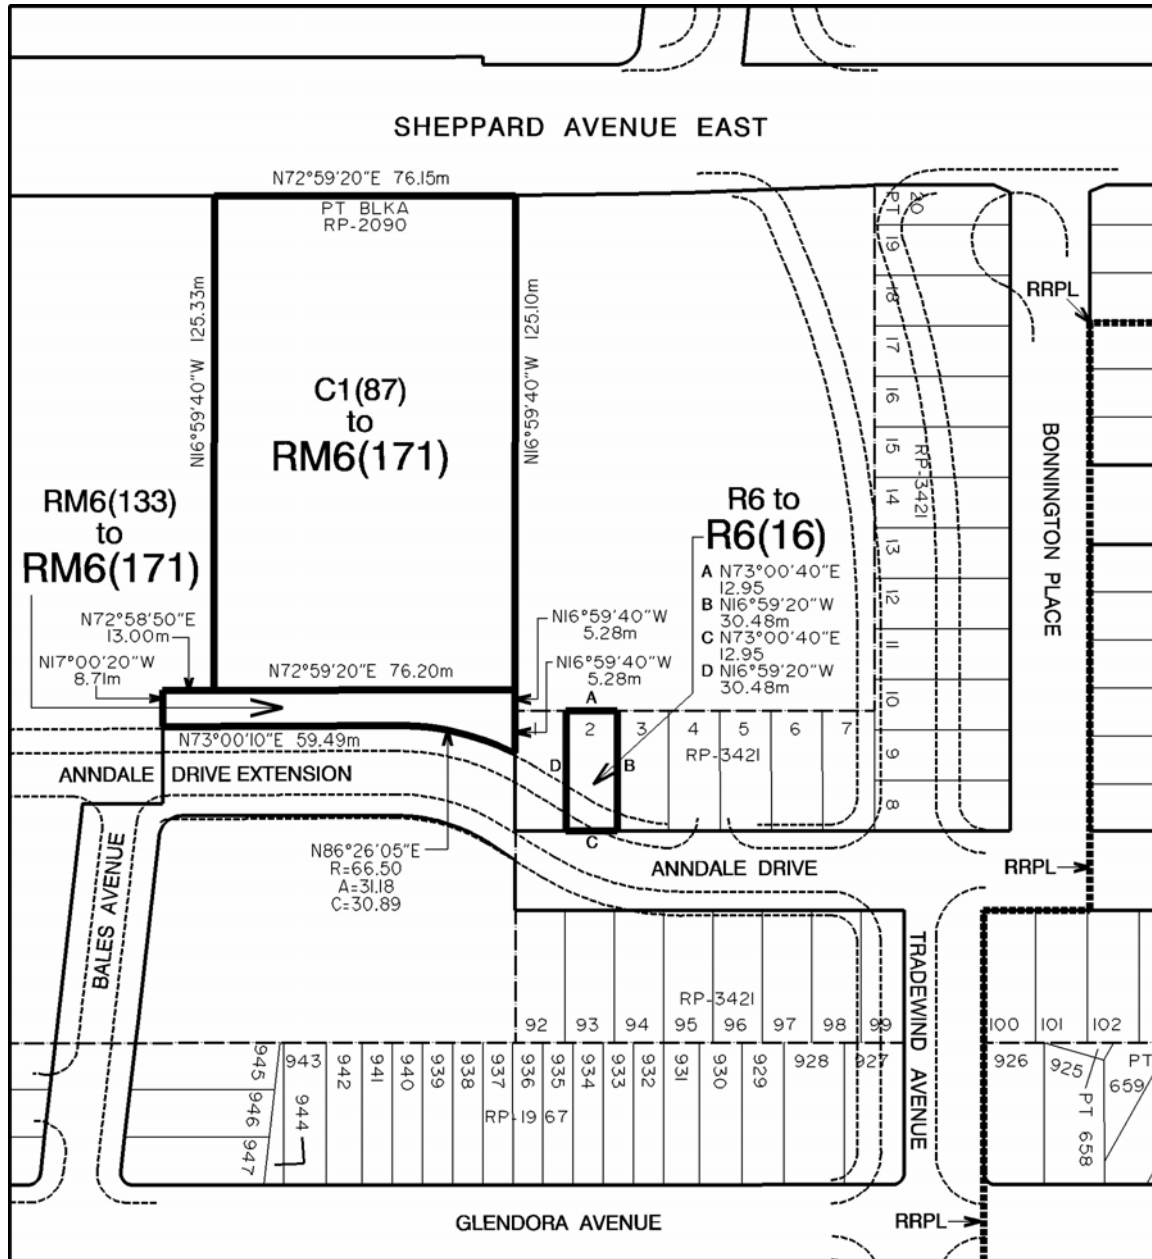 SHEPPARD AVENUE EAST
N72°59'20"E 76.15m
PT BLKA
RP-2090
PT 20
19
18
17
16
15
14
13
12
11
10
9
8
RP-3421
RRPL
BONNINGTON PLACE
N16°59'40"W 125.33m
N16°59'40"W 125.10m
C1(87)
to
RM6(171)
RM6(133)
to
RM6(171)
R6 to
R6(16)
A N73°00'40"E
12.95
B N16°59'20"W
30.48m
C N73°00'40"E
12.95
D N16°59'20"W
30.48m
N72°58'50"E
13.00m
N17°00'20"W
8.71m
N72°59'20"E 76.20m
N16°59'40"W
5.28m
N16°59'40"W
5.28m
A
1 2 3 4 5 6 7
D B
RP-3421
C
N73°00'10"E 59.49m
ANNDALE DRIVE EXTENSION
N86°26'05"E
R=66.50
A=31.18
C=30.89
ANNDALE DRIVE
RRPL
BALES AVENUE
TRADEWIND AVENUE
RP-3421
92 93 94 95 96 97 98 99
100 101 102
945 943 942 941 940 939 938 937 936 935 934 933 932 931 930 929 928 927
926 925 PT 659
946 944
947
PT 658
RP-1967
GLENDORA AVENUE
RRPL